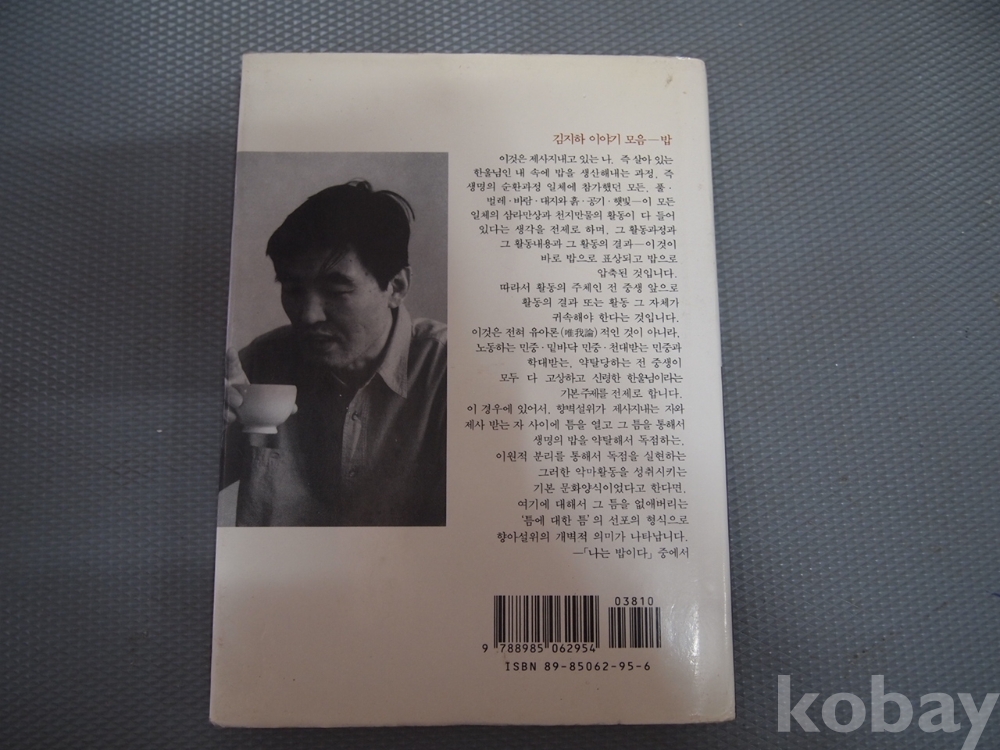 김지하 이야기 모음—밥
이것은 제사지내고 있는 나, 즉 살아 있는
한울님인 내 속에 밥을 생산해내는 과정, 즉
생명의 순환과정 일체에 참가했던 모든, 풀·
벌레·바람·대지와 흙·공기·햇빛—이 모든
일체의 삼라만상과 천지만물의 활동이 다 들어
있다는 생각을 전제로 하며, 그 활동과정과
그 활동내용과 그 활동의 결과—이것이
바로 밥으로 표상되고 밥으로
압축된 것입니다.
따라서 활동의 주체인 전 중생 앞으로
활동의 결과 또는 활동 그 자체가
귀속해야 한다는 것입니다.
이것은 전혀 유아론(唯我論)적인 것이 아니라,
노동하는 민중·밑바닥 민중·천대받는 민중과
학대받는, 약탈당하는 전 중생이
모두 다 고상하고 신령한 한울님이라는
기본주제를 전제로 합니다.
이 경우에 있어서, 향벽설위가 제사지내는 자와
제사 받는 자 사이에 틈을 열고 그 틈을 통해서
생명의 밥을 약탈해서 독점하는,
이원적 분리를 통해서 독점을 실현하는
그러한 악마활동을 성취시키는
기본 문화양식이었다고 한다면,
여기에 대해서 그 틈을 없애버리는
'틈에 대한 틈'의 선포의 형식으로
향아설위의 개벽적 의미가 나타납니다.
—「나는 밥이다」 중에서
03810
9 788985 062954
ISBN 89-85062-95-6
kobay